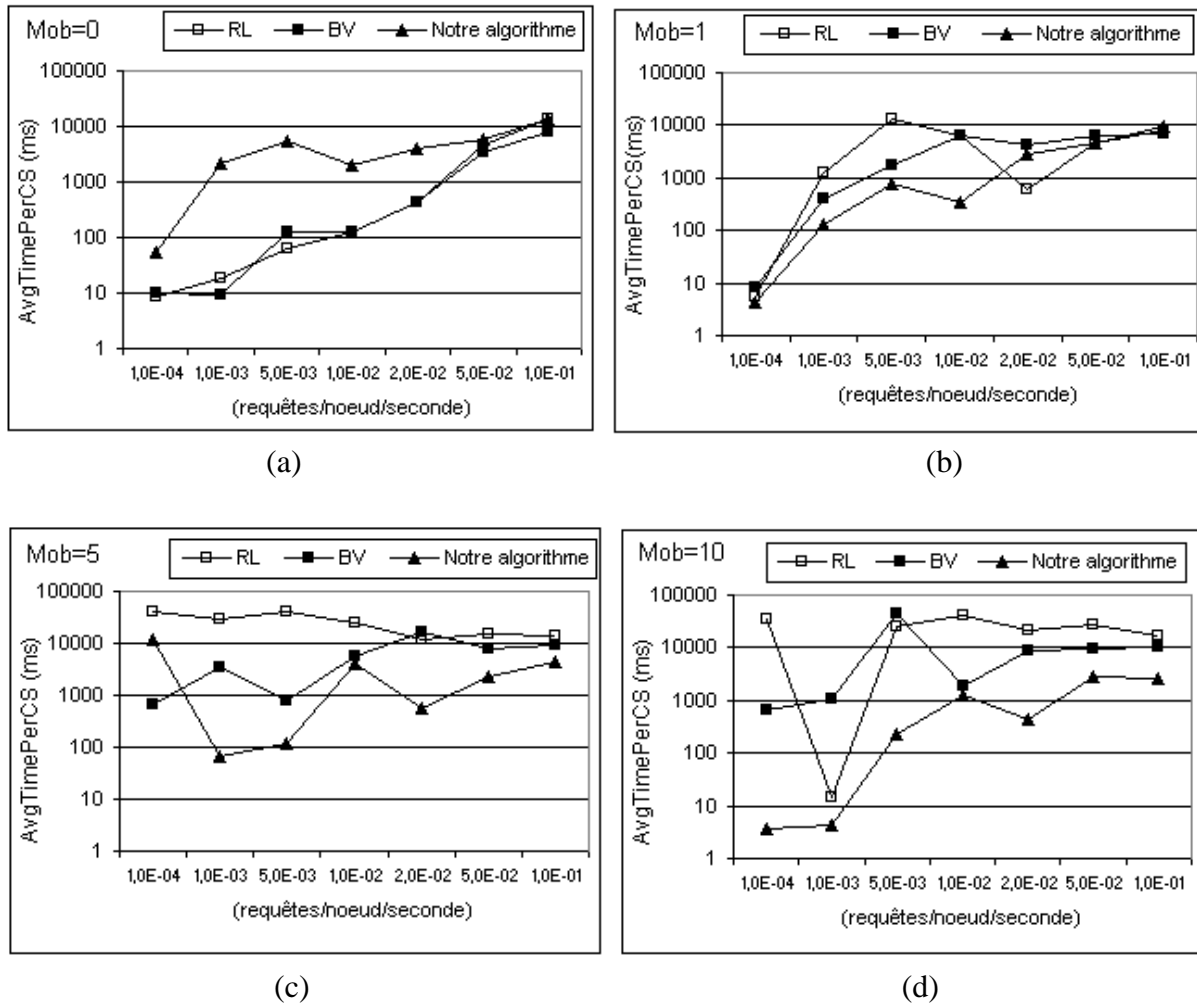 Mob=0
RL BV Notre algorithme
100000
10000
1000
100
10
1
AvgTimePerCS (ms)
1,0E-04 1,0E-03 5,0E-03 1,0E-02 2,0E-02 5,0E-02 1,0E-01
(requêtes/noeud/seconde)
(a)
Mob=1
RL BV Notre algorithme
100000
10000
1000
100
10
1
AvgTimePerCS (ms)
1,0E-04 1,0E-03 5,0E-03 1,0E-02 2,0E-02 5,0E-02 1,0E-01
(requêtes/noeud/seconde)
(b)
Mob=5
RL BV Notre algorithme
100000
10000
1000
100
10
1
AvgTimePerCS (ms)
1,0E-04 1,0E-03 5,0E-03 1,0E-02 2,0E-02 5,0E-02 1,0E-01
(requêtes/noeud/seconde)
(c)
Mob=10
RL BV Notre algorithme
100000
10000
1000
100
10
1
AvgTimePerCS (ms)
1,0E-04 1,0E-03 5,0E-03 1,0E-02 2,0E-02 5,0E-02 1,0E-01
(requêtes/noeud/seconde)
(d)